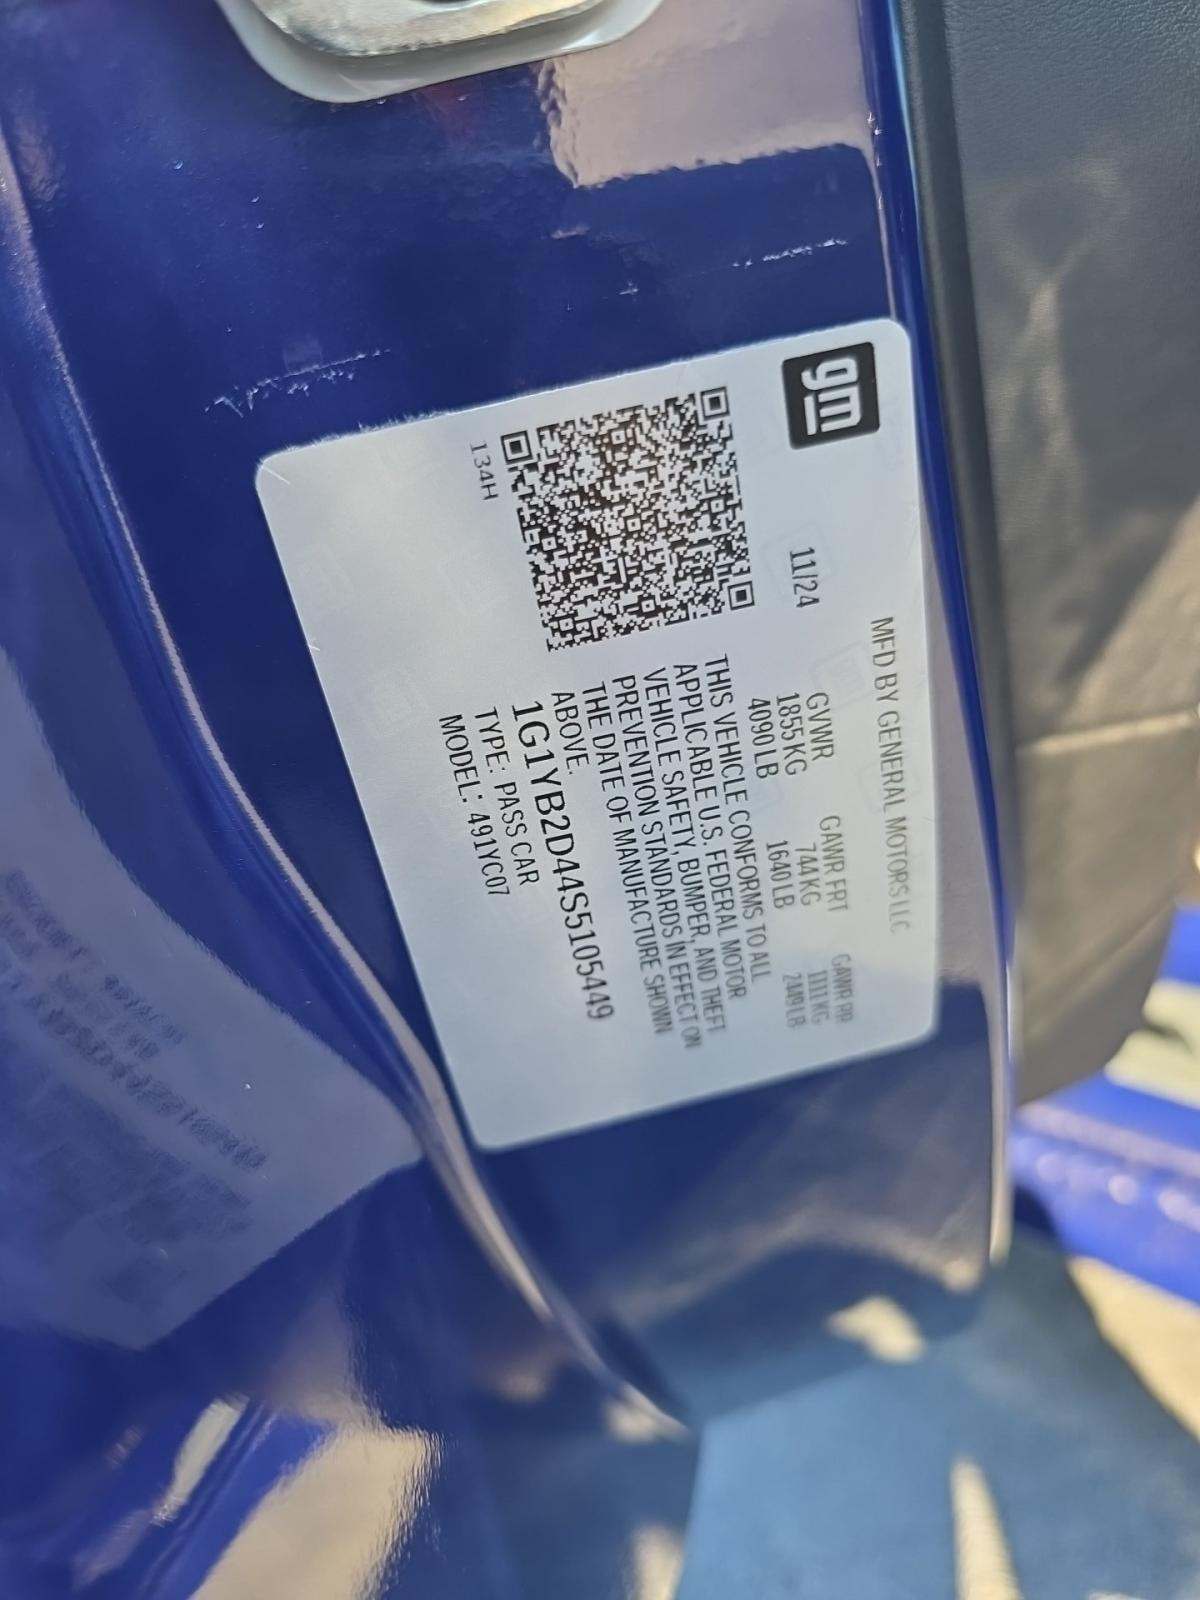 gm
MFD BY GENERAL MOTORS LLC
11/24
GVWR GAWR FRT GAWR RR
1855KG 744KG 1111KG
4090LB 1640LB 2449LB
THIS VEHICLE CONFORMS TO ALL
APPLICABLE U.S. FEDERAL MOTOR
VEHICLE SAFETY, BUMPER, AND THEFT
PREVENTION STANDARDS IN EFFECT ON
THE DATE OF MANUFACTURE SHOWN
ABOVE.
1G1YB2D44S5105449
TYPE: PASS CAR
MODEL: 491YC07
134H